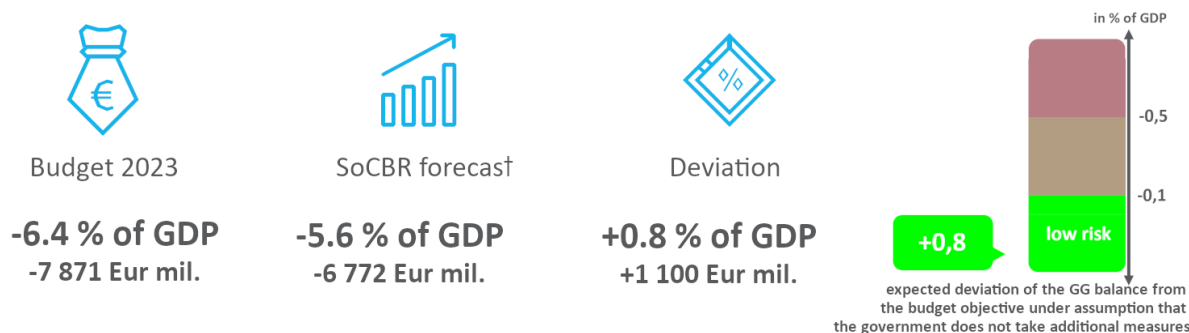 €
%
Budget 2023
SoCBR forecast†
Deviation
-6.4 % of GDP
-5.6 % of GDP
+0.8 % of GDP
-7 871 Eur mil.
-6 772 Eur mil.
+1 100 Eur mil.
in % of GDP
-0,5
-0,1
+0,8
low risk
expected deviation of the GG balance from
the budget objective under assumption that
the government does not take additional measures